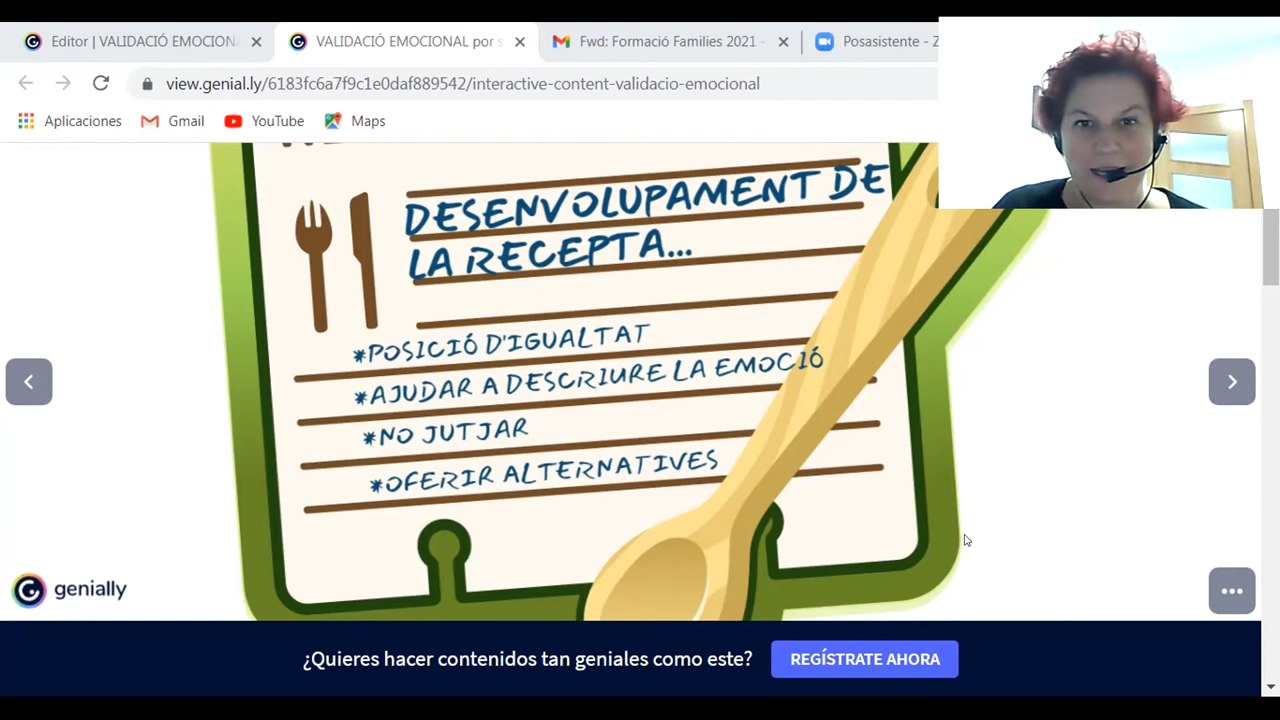 Editor | VALIDACIÓ EMOCION
VALIDACIÓ EMOCIONAL por s
Fwd: Formació Families 2021 -
Posasistente - Z
view.genial.ly/6183fc6a7f9c1e0daf889542/interactive-content-validacio-emocional
Aplicaciones
Gmail
YouTube
Maps
DESENVOLUPAMENT DE
LA RECEPTA...
*POSICIÓ D'IGUALTAT
*AJUDAR A DESCRIURE LA EMOCIÓ
*NO JUTJAR
*OFERIR ALTERNATIVES
genially
¿Quieres hacer contenidos tan geniales como este?
REGÍSTRATE AHORA